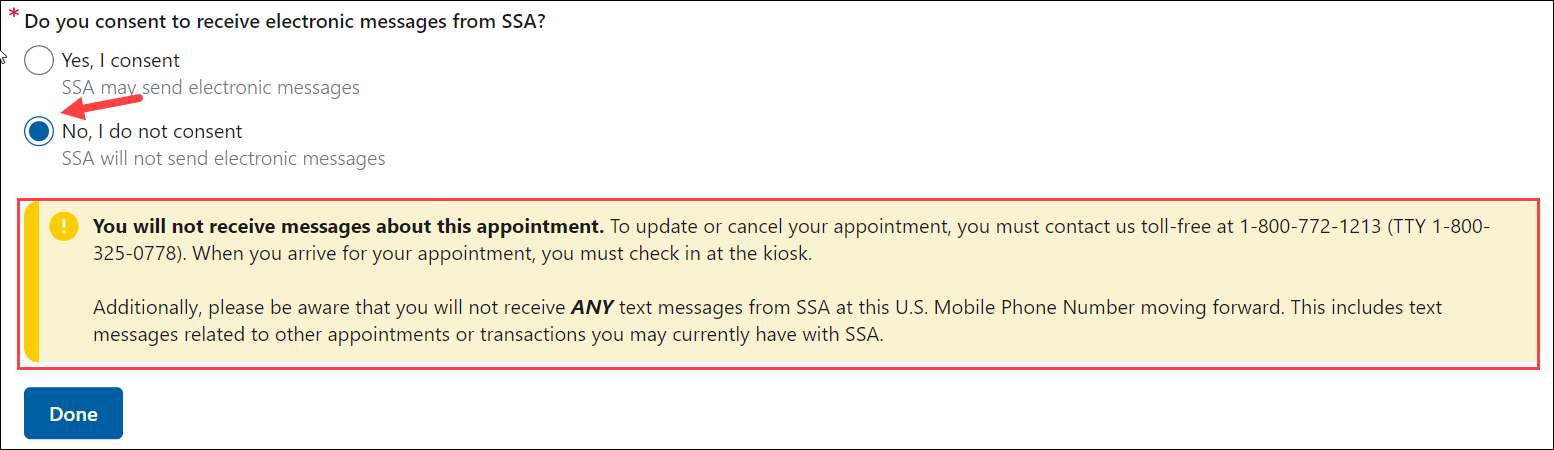 * Do you consent to receive electronic messages from SSA?
Yes, I consent
SSA may send electronic messages
No, I do not consent
SSA will not send electronic messages
! You will not receive messages about this appointment. To update or cancel your appointment, you must contact us toll-free at 1-800-772-1213 (TTY 1-800-
325-0778). When you arrive for your appointment, you must check in at the kiosk.
Additionally, please be aware that you will not receive ANY text messages from SSA at this U.S. Mobile Phone Number moving forward. This includes text
messages related to other appointments or transactions you may currently have with SSA.
Done